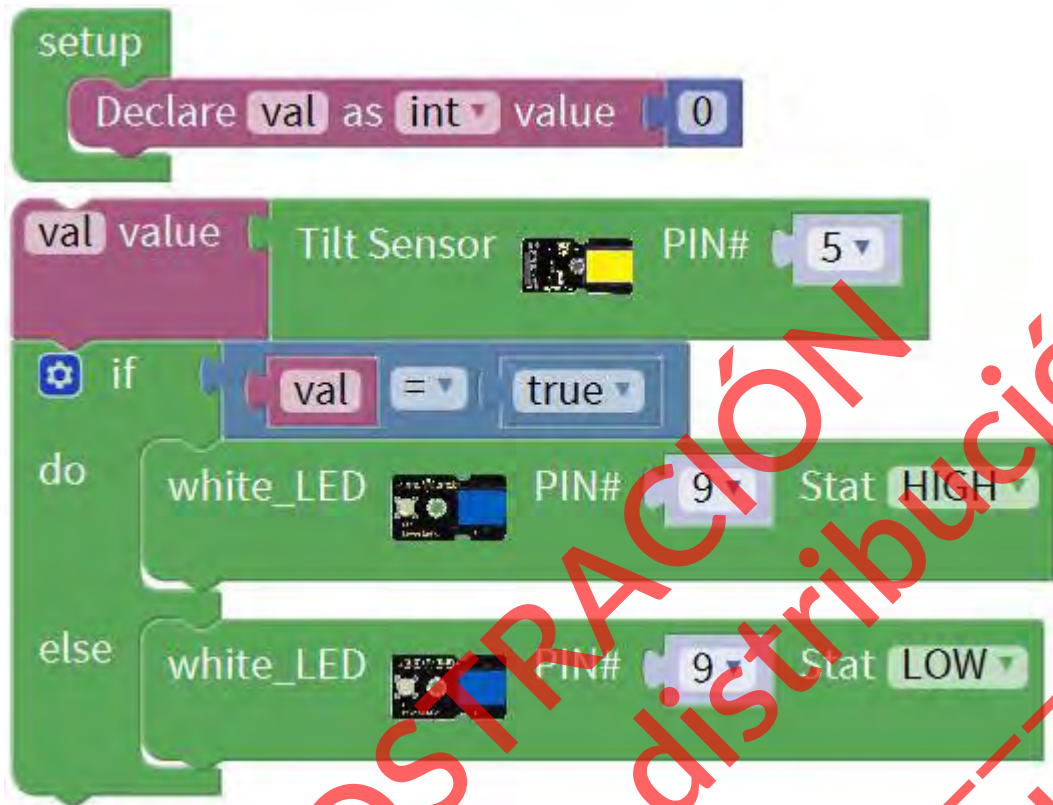 setup
Declare val as int value 0
val value Tilt Sensor PIN# 5
if val = true
do white_LED PIN# 9 Stat HIGH
else white_LED PIN# 9 Stat LOW
OSTRACIÓN
distribució